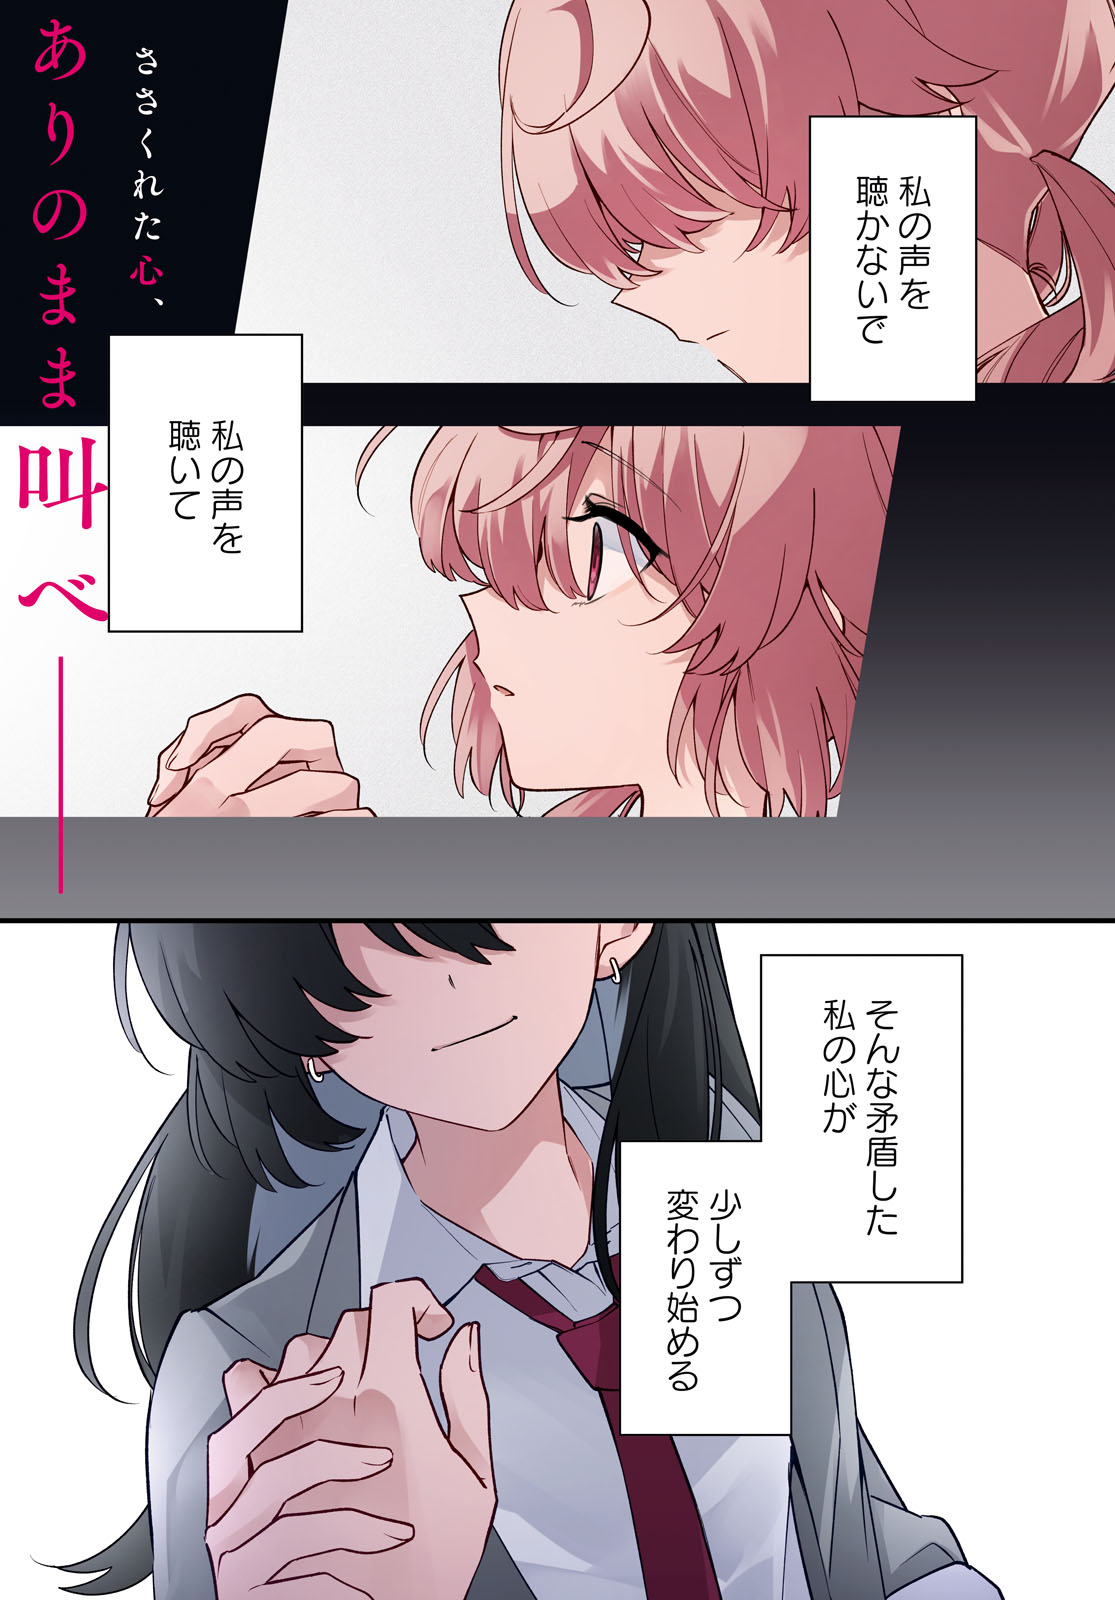 私の声を
聴かないで
ささくれた心、
ありのまま叫べ──
私の声を
聴いて
そんな矛盾した
私の心が
少しずつ
変わり始める